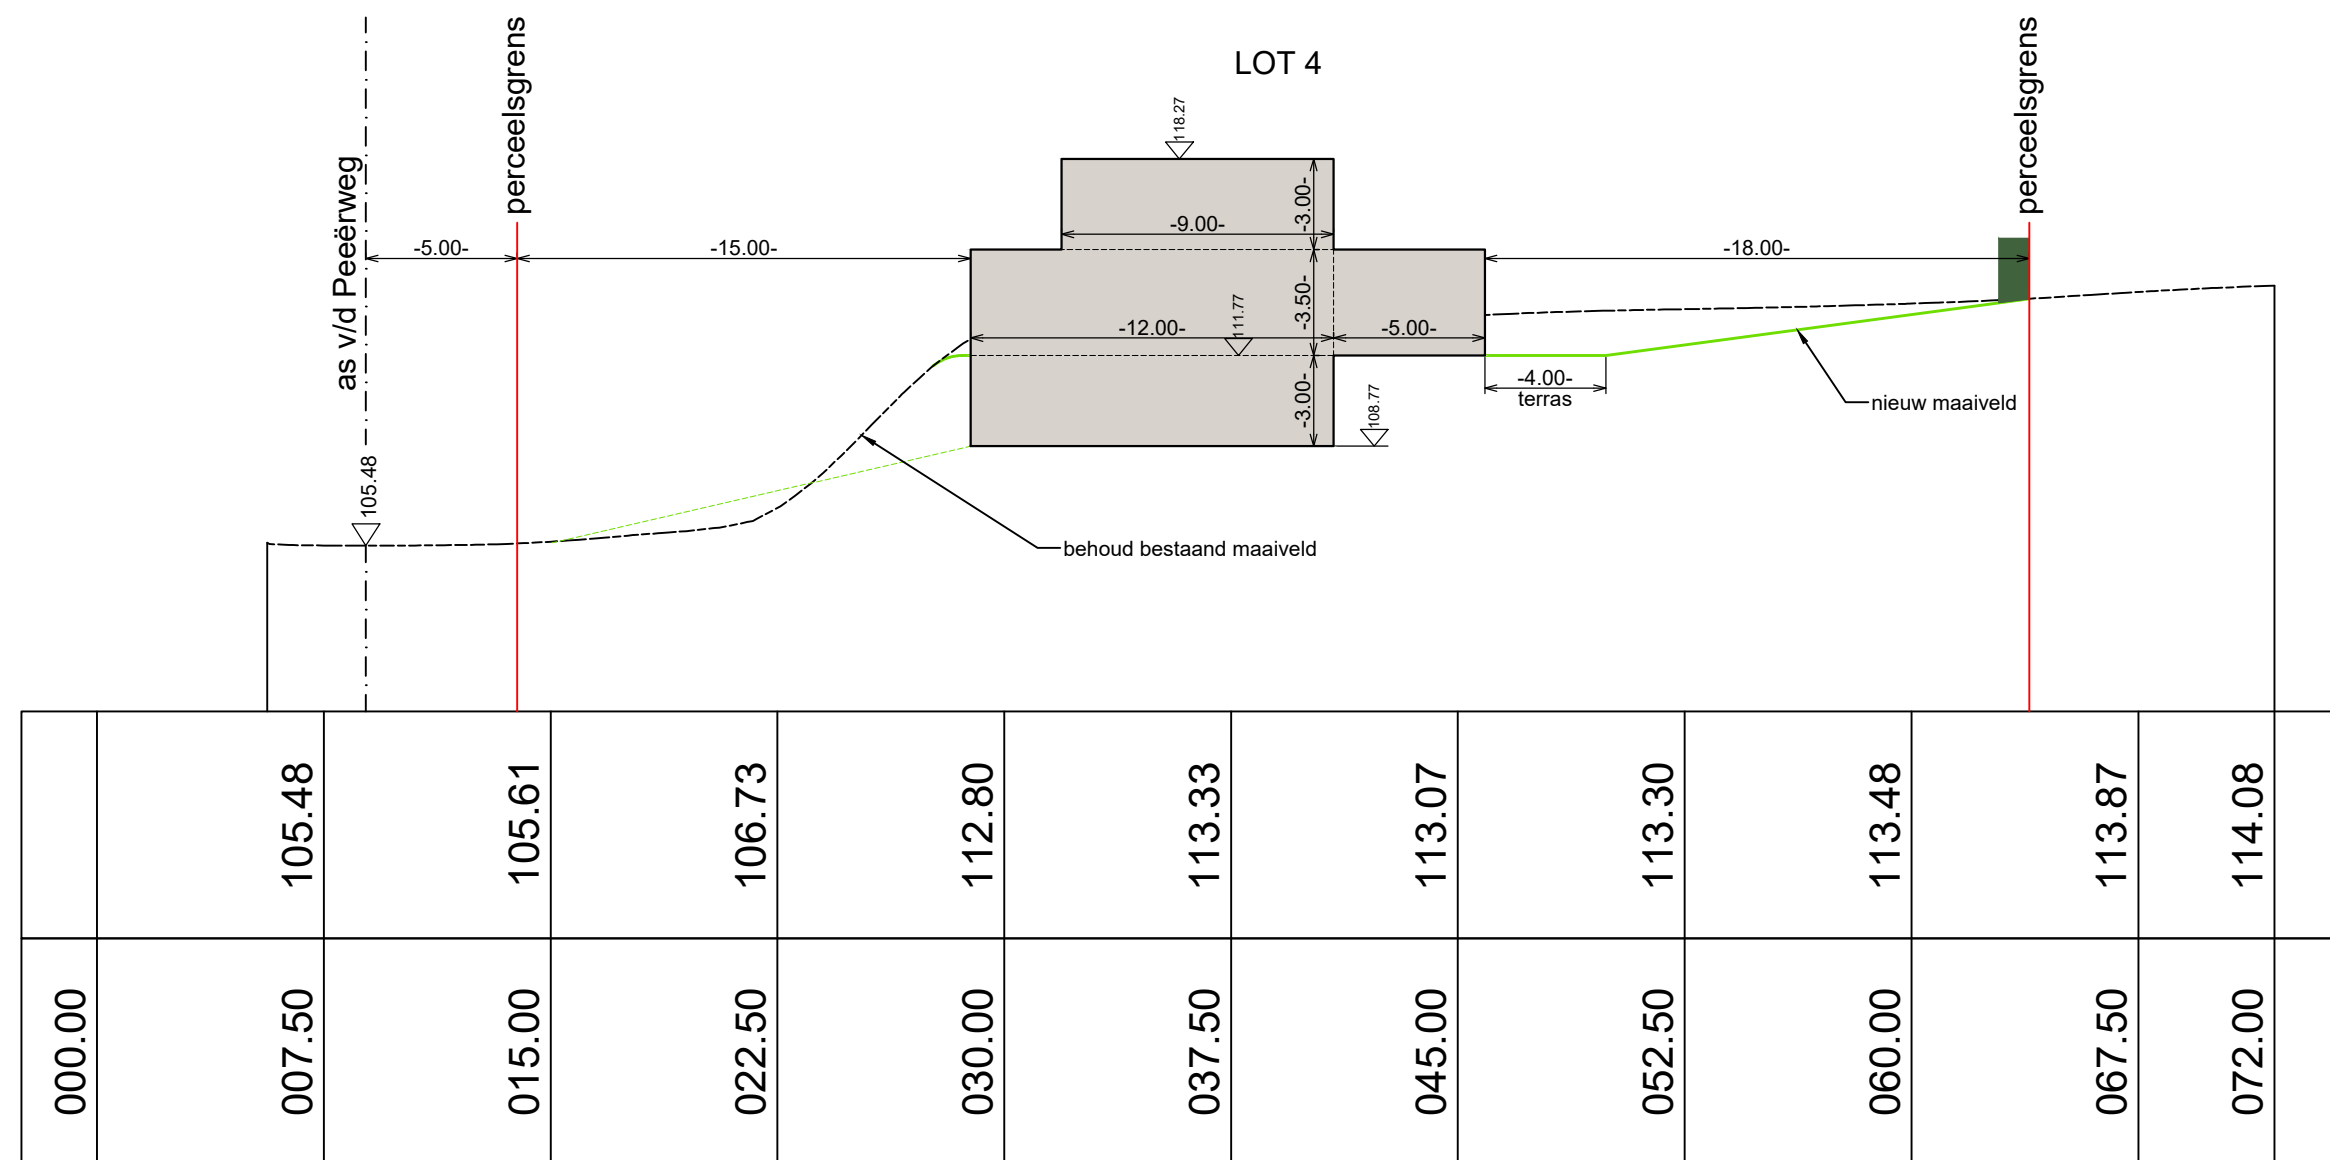 LOT 4
perceelsgrens
perceelsgrens
as v/d Peeërweg
118.27
-3.00-
-9.00-
-5.00-
-15.00-
-18.00-
-3.50-
111.77
-12.00-
-5.00-
-4.00-
terras
-3.00-
108.77
nieuw maaiveld
105.48
behoud bestaand maaiveld
105.48 105.61 106.73 112.80 113.33 113.07 113.30 113.48 113.87 114.08
000.00 007.50 015.00 022.50 030.00 037.50 045.00 052.50 060.00 067.50 072.00